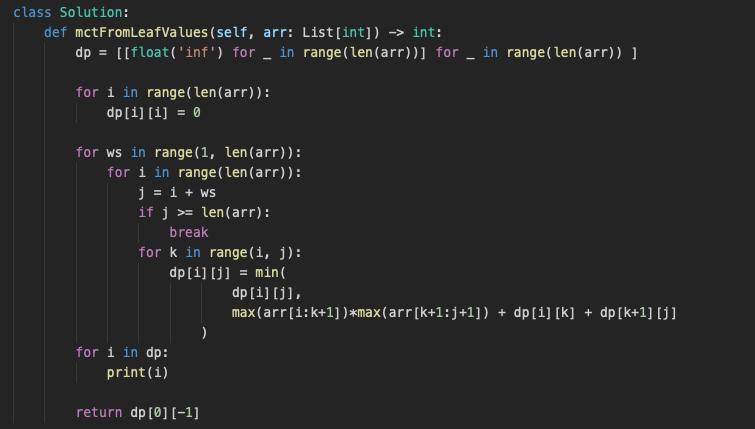 class Solution:
    def mctFromLeafValues(self, arr: List[int]) -> int:
        dp = [[float('inf') for _ in range(len(arr))] for _ in range(len(arr)) ]

        for i in range(len(arr)):
            dp[i][i] = 0

        for ws in range(1, len(arr)):
            for i in range(len(arr)):
                j = i + ws
                if j >= len(arr):
                    break
                for k in range(i, j):
                    dp[i][j] = min(
                            dp[i][j],
                            max(arr[i:k+1])*max(arr[k+1:j+1]) + dp[i][k] + dp[k+1][j]
                        )
        for i in dp:
            print(i)

        return dp[0][-1]